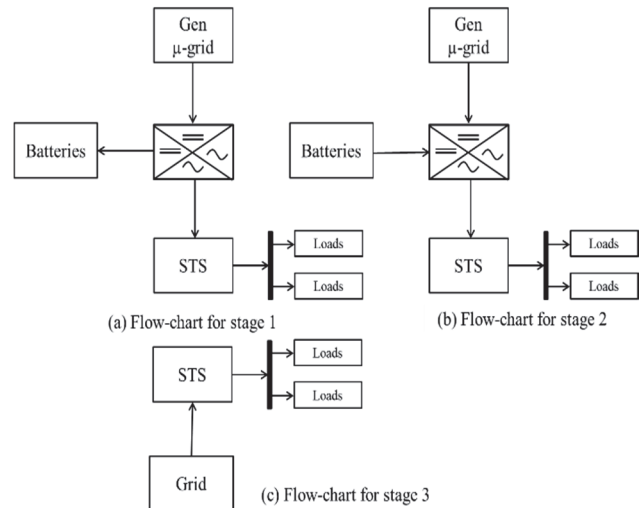 Gen
µ-grid
Batteries
STS
Loads
Loads
(a) Flow-chart for stage 1
Gen
µ-grid
Batteries
STS
Loads
Loads
(b) Flow-chart for stage 2
STS
Loads
Loads
Grid
(c) Flow-chart for stage 3